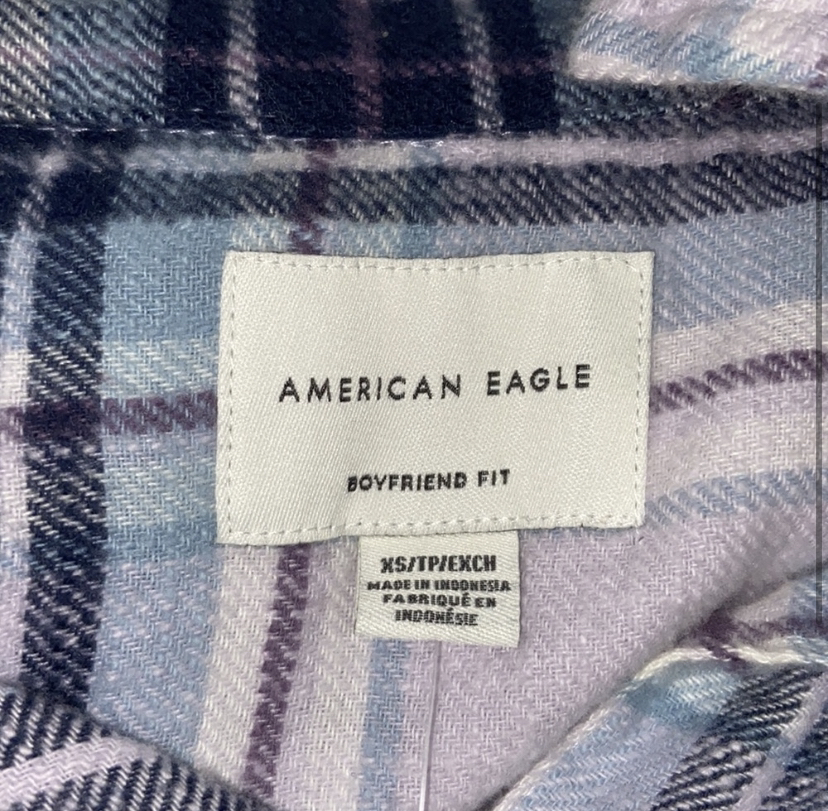 AMERICAN EAGLE
BOYFRIEND FIT
XS/TP/EXCH
MADE IN INDONESIA
FABRIQUÉ EN
INDONÉSIE